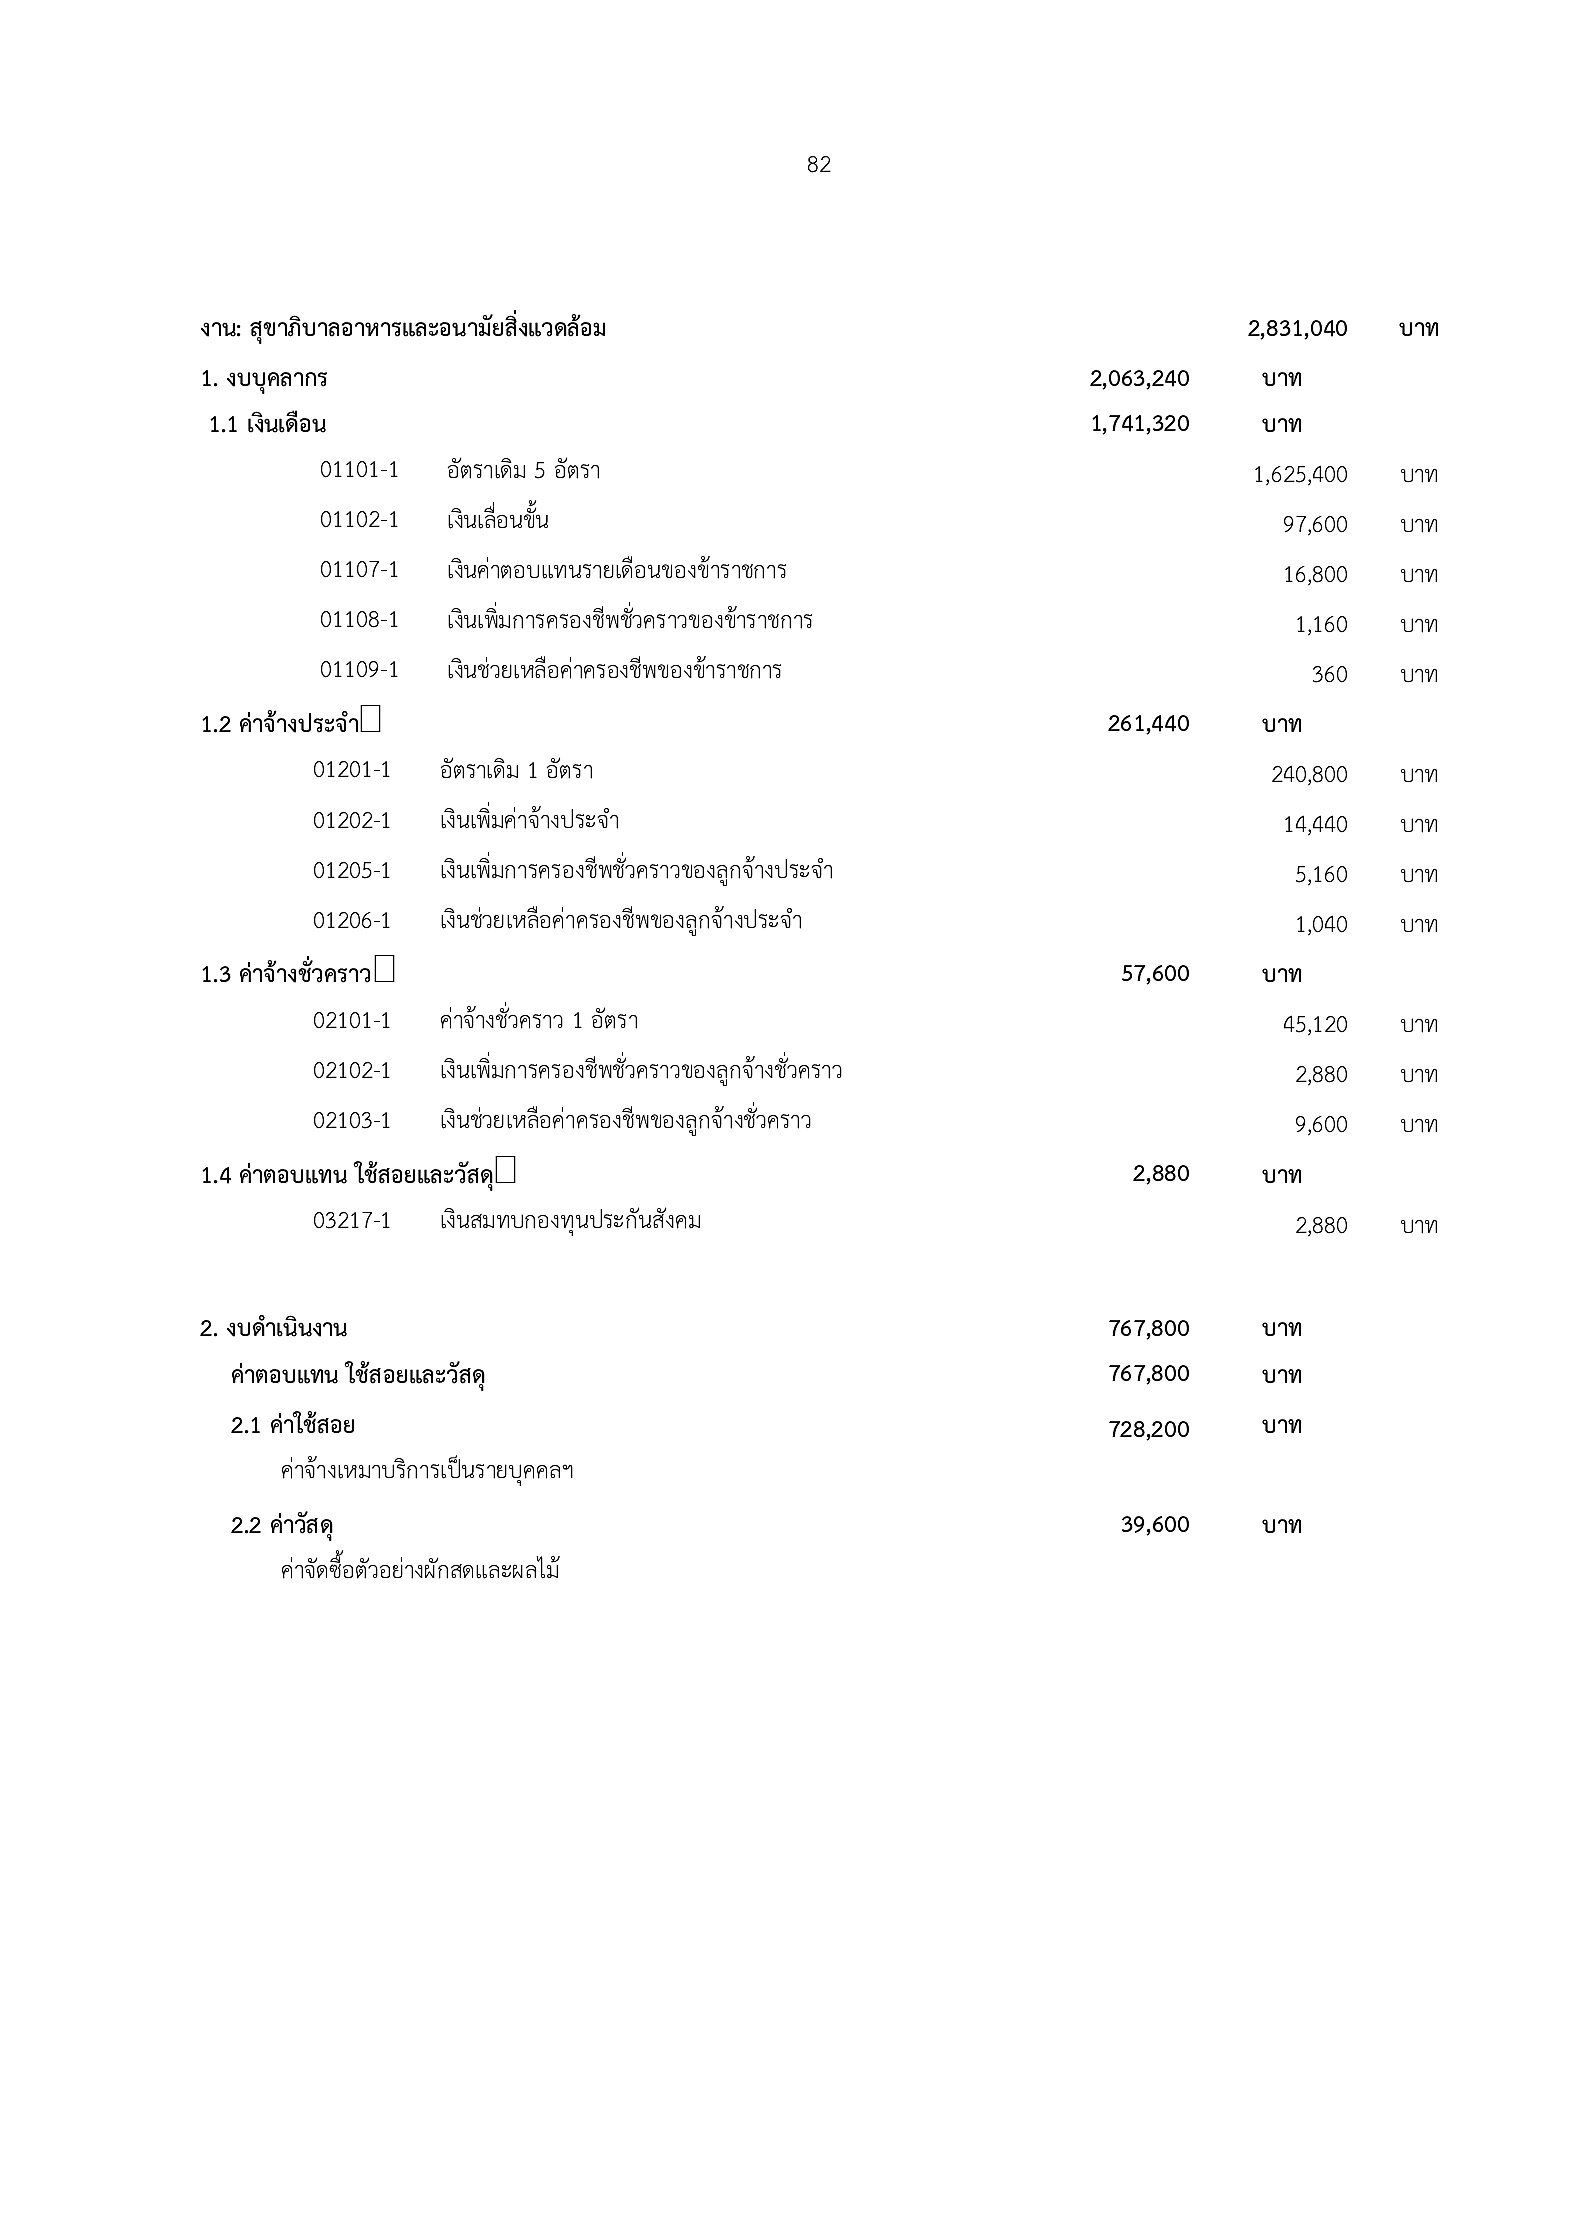 82
งาน: สุขาภิบาลอาหารและอนามัยสิ่งแวดล้อม 2,831,040 บาท
1. งบบุคลากร 2,063,240 บาท
1.1 เงินเดือน 1,741,320 บาท
01101-1 อัตราเดิม 5 อัตรา 1,625,400 บาท
01102-1 เงินเลื่อนขั้น 97,600 บาท
01107-1 เงินค่าตอบแทนรายเดือนของข้าราชการ 16,800 บาท
01108-1 เงินเพิ่มการครองชีพชั่วคราวของข้าราชการ 1,160 บาท
01109-1 เงินช่วยเหลือค่าครองชีพของข้าราชการ 360 บาท
1.2 ค่าจ้างประจำ 261,440 บาท
01201-1 อัตราเดิม 1 อัตรา 240,800 บาท
01202-1 เงินเพิ่มค่าจ้างประจำ 14,440 บาท
01205-1 เงินเพิ่มการครองชีพชั่วคราวของลูกจ้างประจำ 5,160 บาท
01206-1 เงินช่วยเหลือค่าครองชีพของลูกจ้างประจำ 1,040 บาท
1.3 ค่าจ้างชั่วคราว 57,600 บาท
02101-1 ค่าจ้างชั่วคราว 1 อัตรา 45,120 บาท
02102-1 เงินเพิ่มการครองชีพชั่วคราวของลูกจ้างชั่วคราว 2,880 บาท
02103-1 เงินช่วยเหลือค่าครองชีพของลูกจ้างชั่วคราว 9,600 บาท
1.4 ค่าตอบแทน ใช้สอยและวัสดุ 2,880 บาท
03217-1 เงินสมทบกองทุนประกันสังคม 2,880 บาท
2. งบดำเนินงาน 767,800 บาท
ค่าตอบแทน ใช้สอยและวัสดุ 767,800 บาท
2.1 ค่าใช้สอย 728,200 บาท
ค่าจ้างเหมาบริการเป็นรายบุคคลฯ
2.2 ค่าวัสดุ 39,600 บาท
ค่าจัดซื้อตัวอย่างผักสดและผลไม้